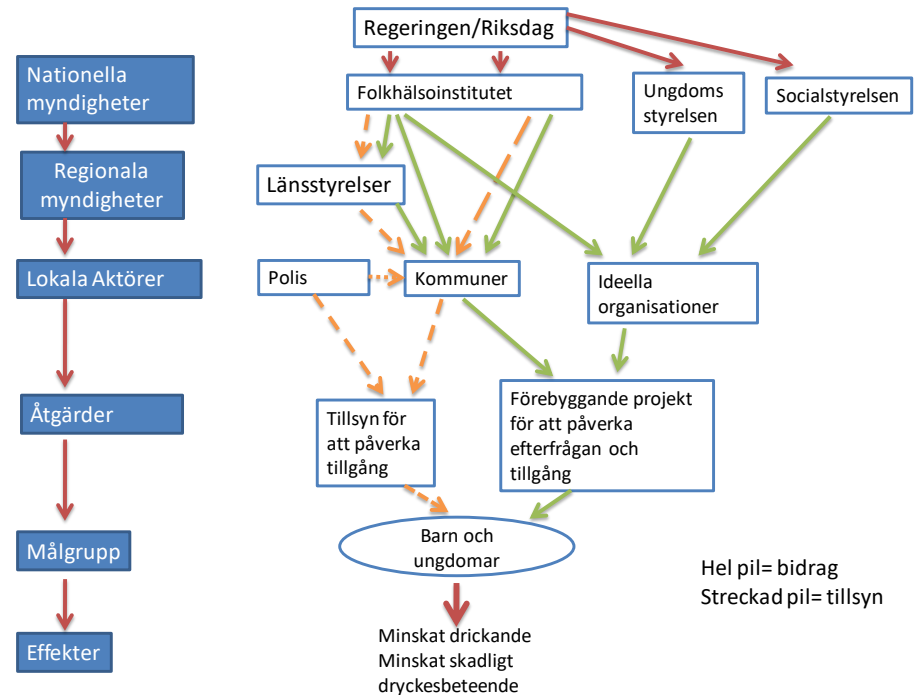 Regeringen/Riksdag
Nationella
myndigheter
Folkhälsoinstitutet
Ungdoms
styrelsen
Socialstyrelsen
Regionala
myndigheter
Länsstyrelser
Lokala Aktörer
Polis
Kommuner
Ideella
organisationer
Åtgärder
Tillsyn för
att påverka
tillgång
Förebyggande projekt
för att påverka
efterfrågan och
tillgång
Målgrupp
Barn och
ungdomar
Hel pil= bidrag
Streckad pil= tillsyn
Effekter
Minskat drickande
Minskat skadligt
dryckesbeteende